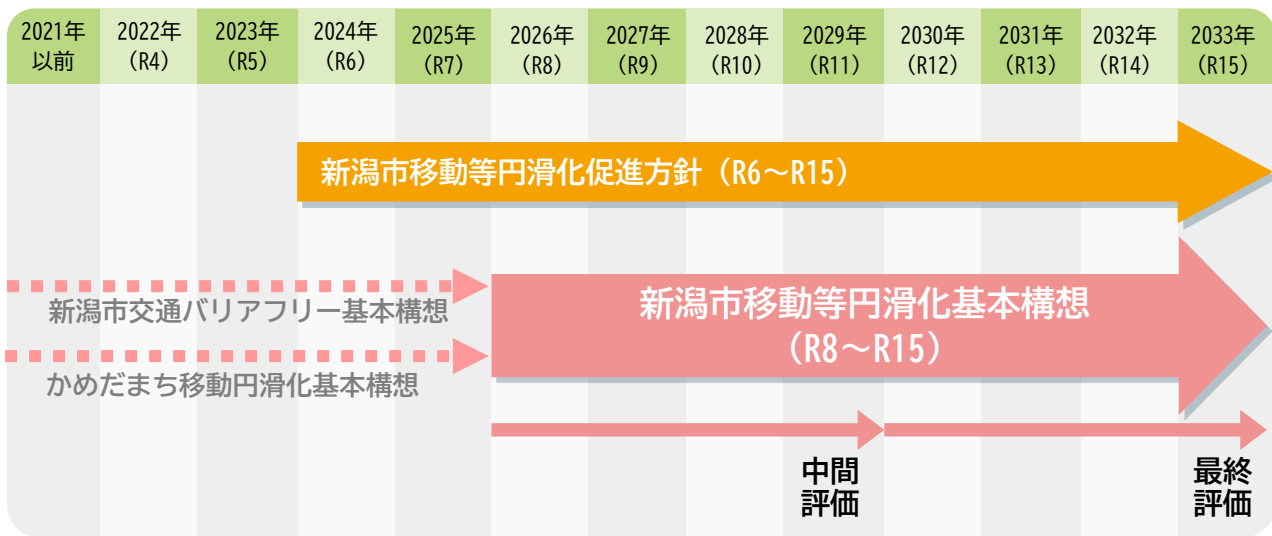 2021年
以前
2022年
(R4)
2023年
(R5)
2024年
(R6)
2025年
(R7)
2026年
(R8)
2027年
(R9)
2028年
(R10)
2029年
(R11)
2030年
(R12)
2031年
(R13)
2032年
(R14)
2033年
(R15)
新潟市移動等円滑化促進方針（R6～R15）
新潟市交通バリアフリー基本構想
かめだまち移動円滑化基本構想
新潟市移動等円滑化基本構想
（R8～R15）
中間
評価
最終
評価